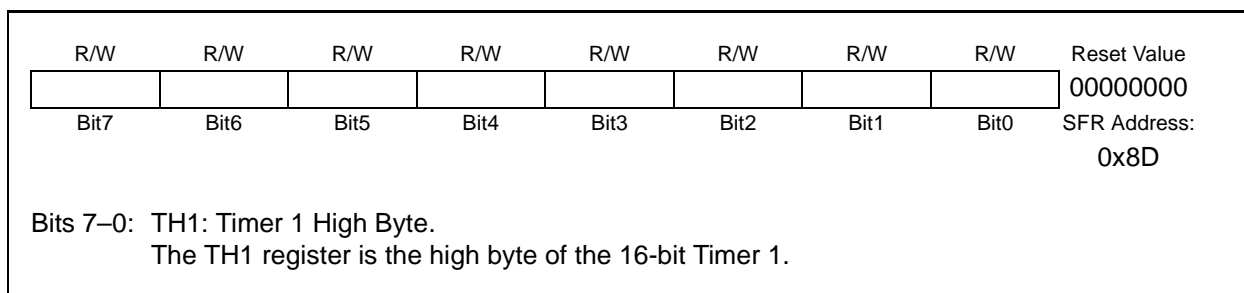 R/W R/W R/W R/W R/W R/W R/W R/W Reset Value
00000000
Bit7 Bit6 Bit5 Bit4 Bit3 Bit2 Bit1 Bit0 SFR Address:
0x8D
Bits 7–0: TH1: Timer 1 High Byte.
The TH1 register is the high byte of the 16-bit Timer 1.